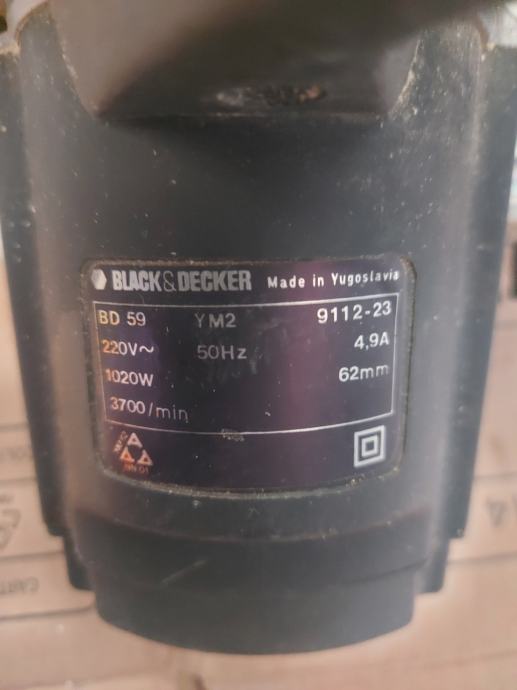 BLACK&DECKER Made in Yugoslavia
BD 59 YM2 9112-23
220V~ 50Hz 4,9A
1020W 62mm
3700/min